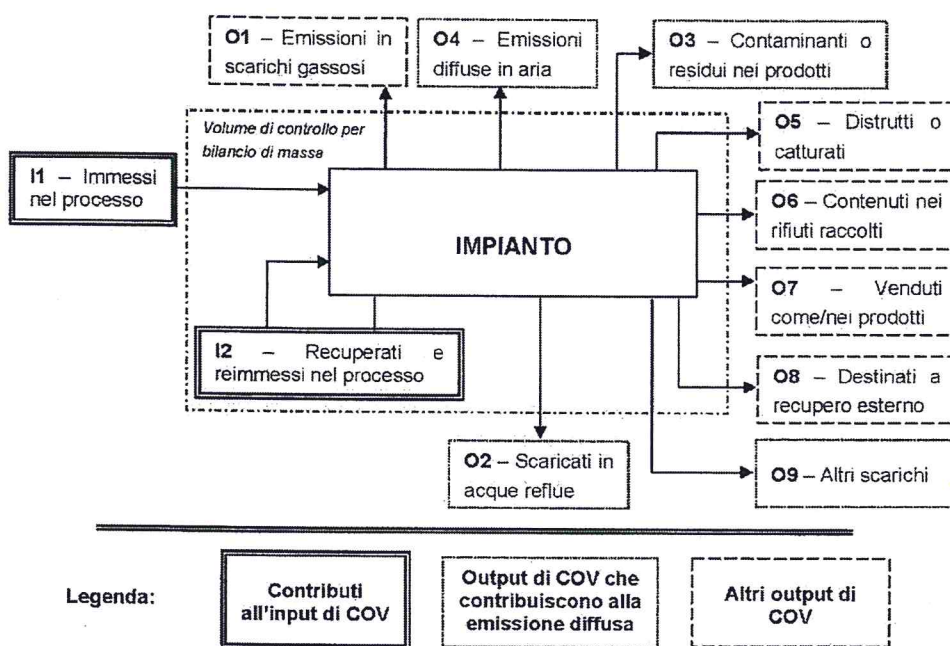 O1 – Emissioni in
scarichi gassosi
O4 – Emissioni
diffuse in aria
O3 – Contaminanti o
residui nei prodotti
Volume di controllo per
bilancio di massa
O5 – Distrutti o
catturati
I1 – Immessi
nel processo
O6 – Contenuti nei
rifiuti raccolti
IMPIANTO
O7 – Venduti
come/nei prodotti
I2 – Recuperati e
reimmessi nel processo
O8 – Destinati a
recupero esterno
O2 – Scaricati in
acque reflue
O9 – Altri scarichi
Legenda:
Contributi
all'input di COV
Output di COV che
contribuiscono alla
emissione diffusa
Altri output di
COV